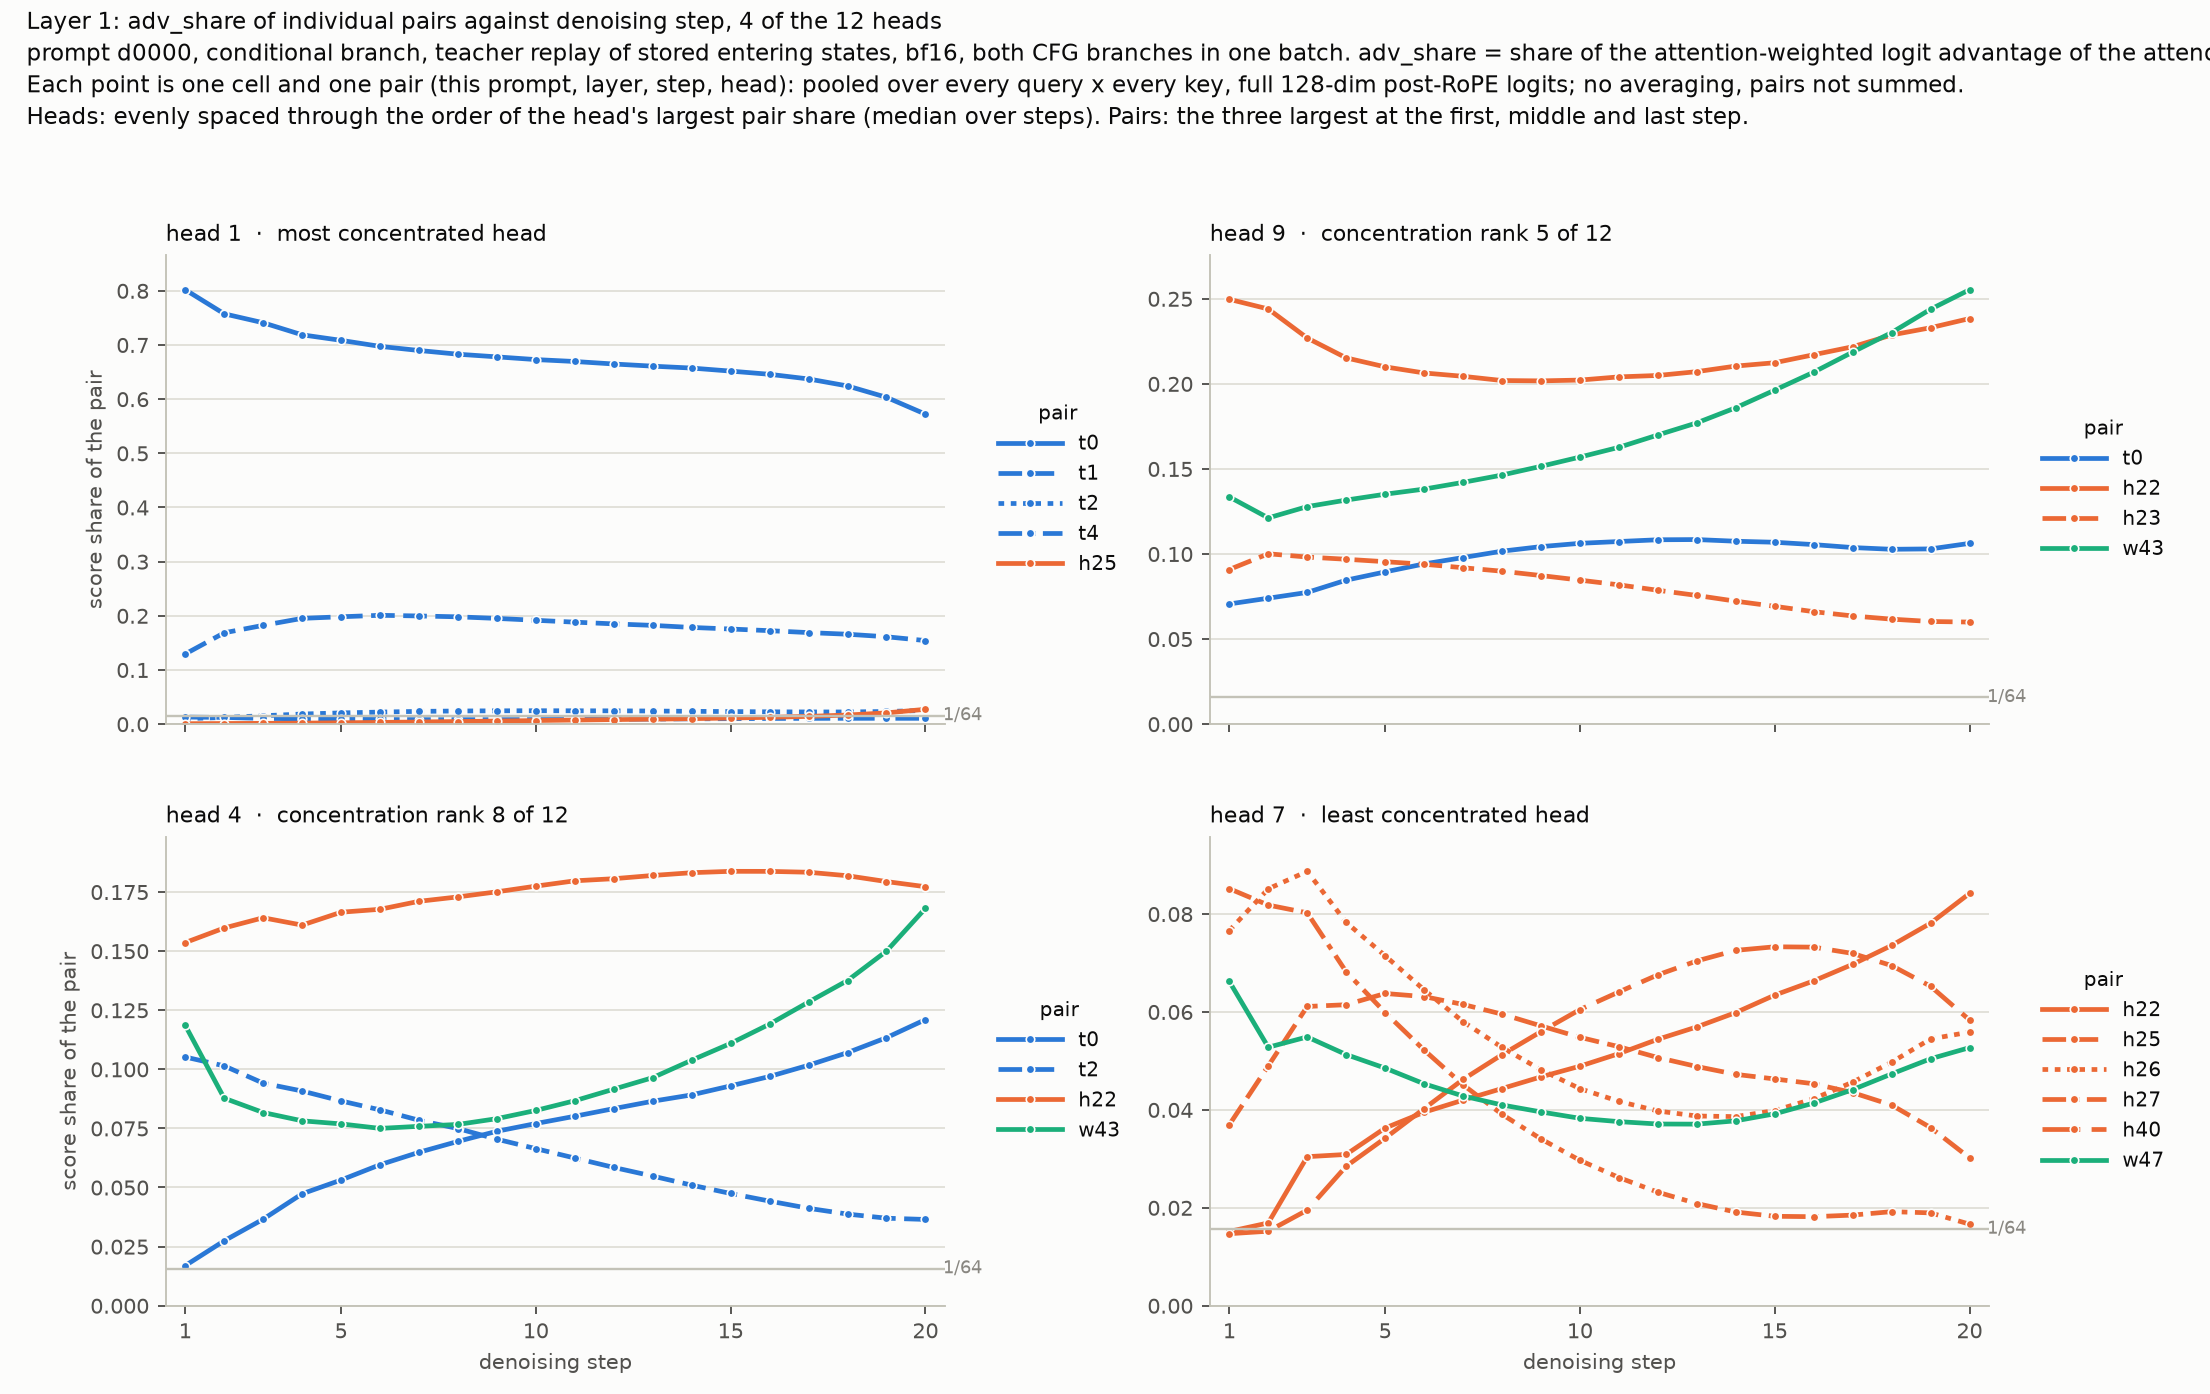 Layer 1: adv_share of individual pairs against denoising step, 4 of the 12 heads
prompt d0000, conditional branch, teacher replay of stored entering states, bf16, both CFG branches in one batch. adv_share = share of the attention-weighted logit advantage of the
Each point is one cell and one pair (this prompt, layer, step, head): pooled over every query x every key, full 128-dim post-RoPE logits; no averaging, pairs not summed.
Heads: evenly spaced through the order of the head's largest pair share (median over steps). Pairs: the three largest at the first, middle and last step.
head 1 · most concentrated head
0.8
0.7
0.6
0.5
0.4
0.3
0.2
0.1
0.0
score share of the pair
1/64
pair
t0
t1
t2
t4
h25
head 9 · concentration rank 5 of 12
0.25
0.20
0.15
0.10
0.05
0.00
1/64
pair
t0
h22
h23
w43
head 4 · concentration rank 8 of 12
0.175
0.150
0.125
0.100
0.075
0.050
0.025
0.000
score share of the pair
1/64
1
5
10
15
20
denoising step
pair
t0
t2
h22
w43
head 7 · least concentrated head
0.08
0.06
0.04
0.02
0.00
1/64
1
5
10
15
20
denoising step
pair
h22
h25
h26
h27
h40
w47